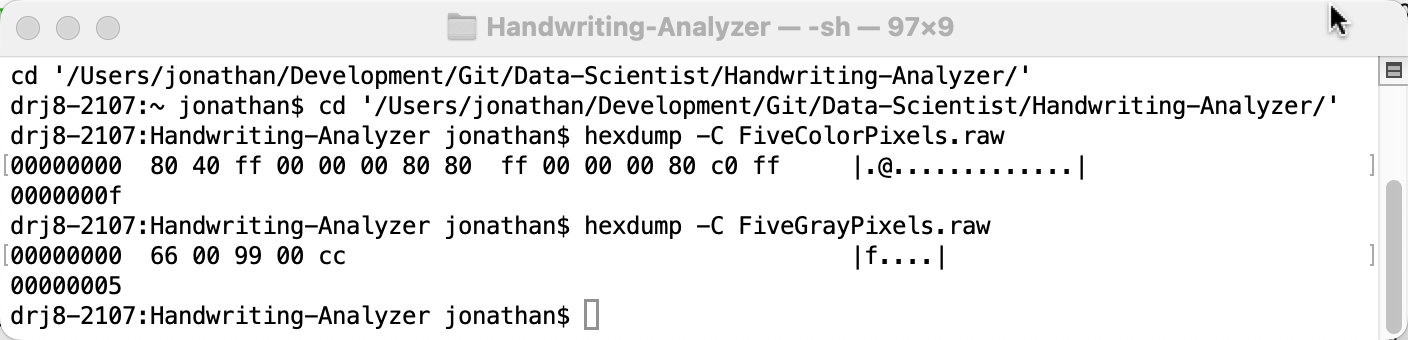 Handwriting-Analyzer — -sh — 97×9
cd '/Users/jonathan/Development/Git/Data-Scientist/Handwriting-Analyzer/'
drj8-2107:~ jonathan$ cd '/Users/jonathan/Development/Git/Data-Scientist/Handwriting-Analyzer/'
drj8-2107:Handwriting-Analyzer jonathan$ hexdump -C FiveColorPixels.raw
[00000000  80 40 ff 00 00 00 80 80  ff 00 00 00 80 c0 ff     |.@.............|                    ]
0000000f
drj8-2107:Handwriting-Analyzer jonathan$ hexdump -C FiveGrayPixels.raw
[00000000  66 00 99 00 cc                                    |f....|                              ]
00000005
drj8-2107:Handwriting-Analyzer jonathan$